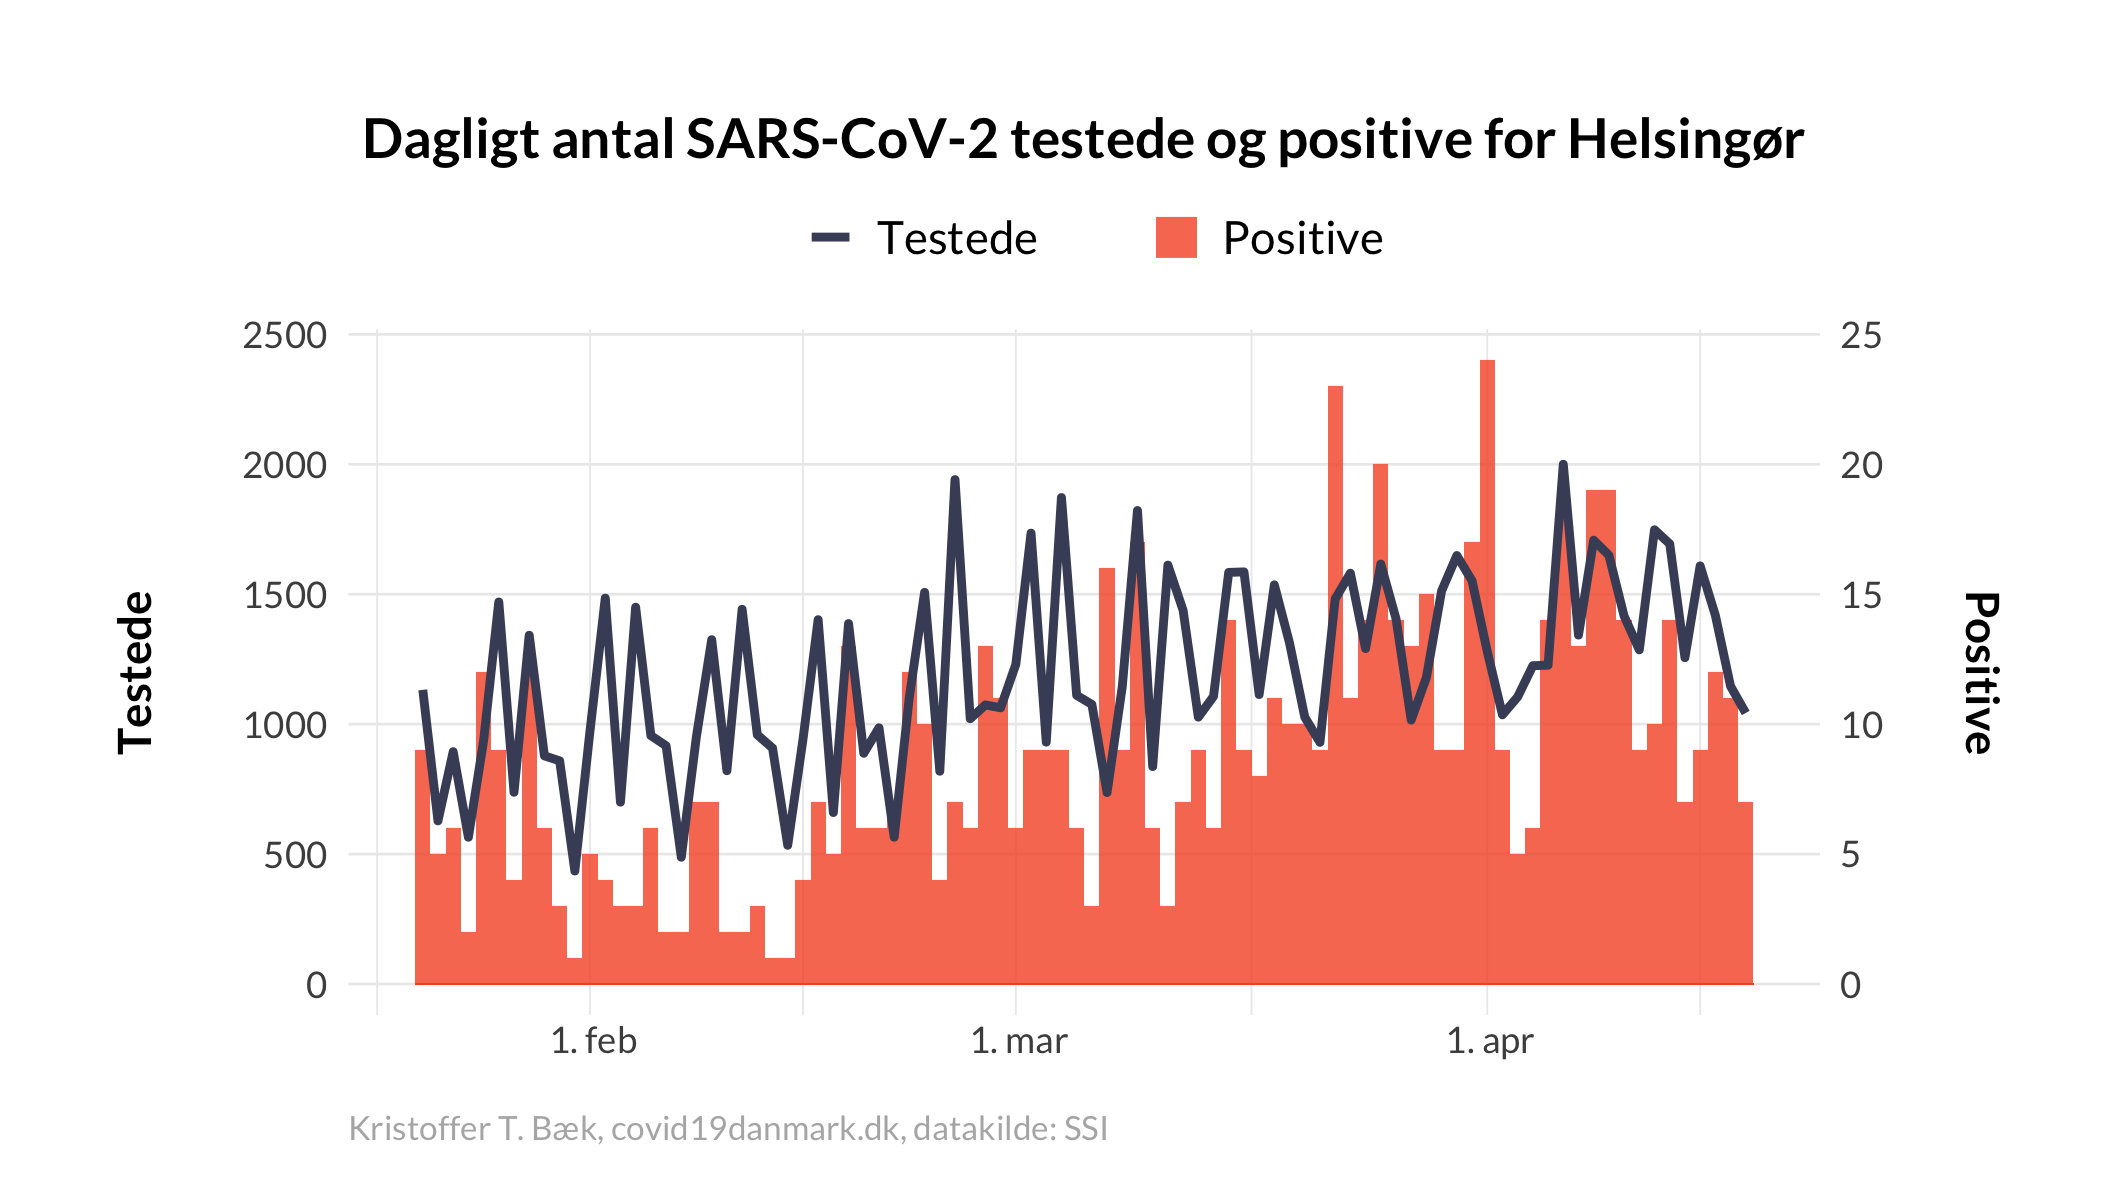 Dagligt antal SARS-CoV-2 testede og positive for Helsingør
Testede Positive
2500 25
2000 20
1500 15
1000 10
500 5
0 0
Testede
Positive
1. feb 1. mar 1. apr
Kristoffer T. Bæk, covid19danmark.dk, datakilde: SSI